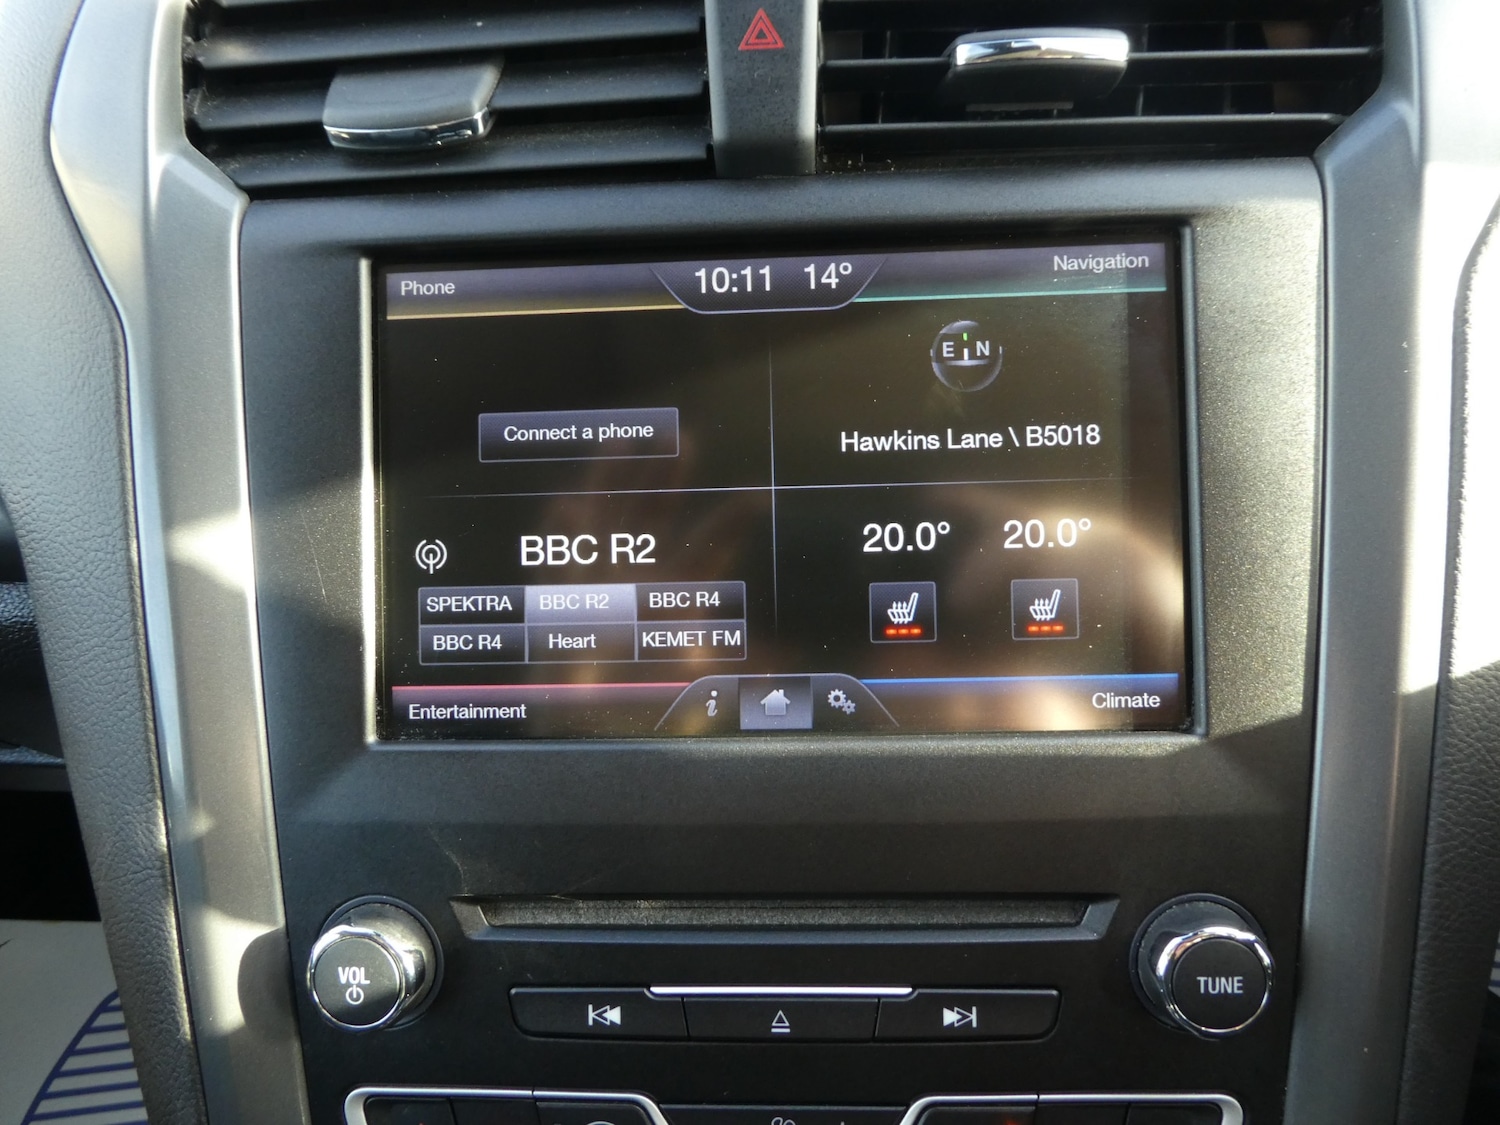 Phone
10:11 14°
Navigation
E N
Connect a phone
Hawkins Lane \ B5018
BBC R2
20.0° 20.0°
SPEKTRA BBC R2 BBC R4
BBC R4 Heart KEMET FM
Entertainment
i
Climate
VOL
TUNE